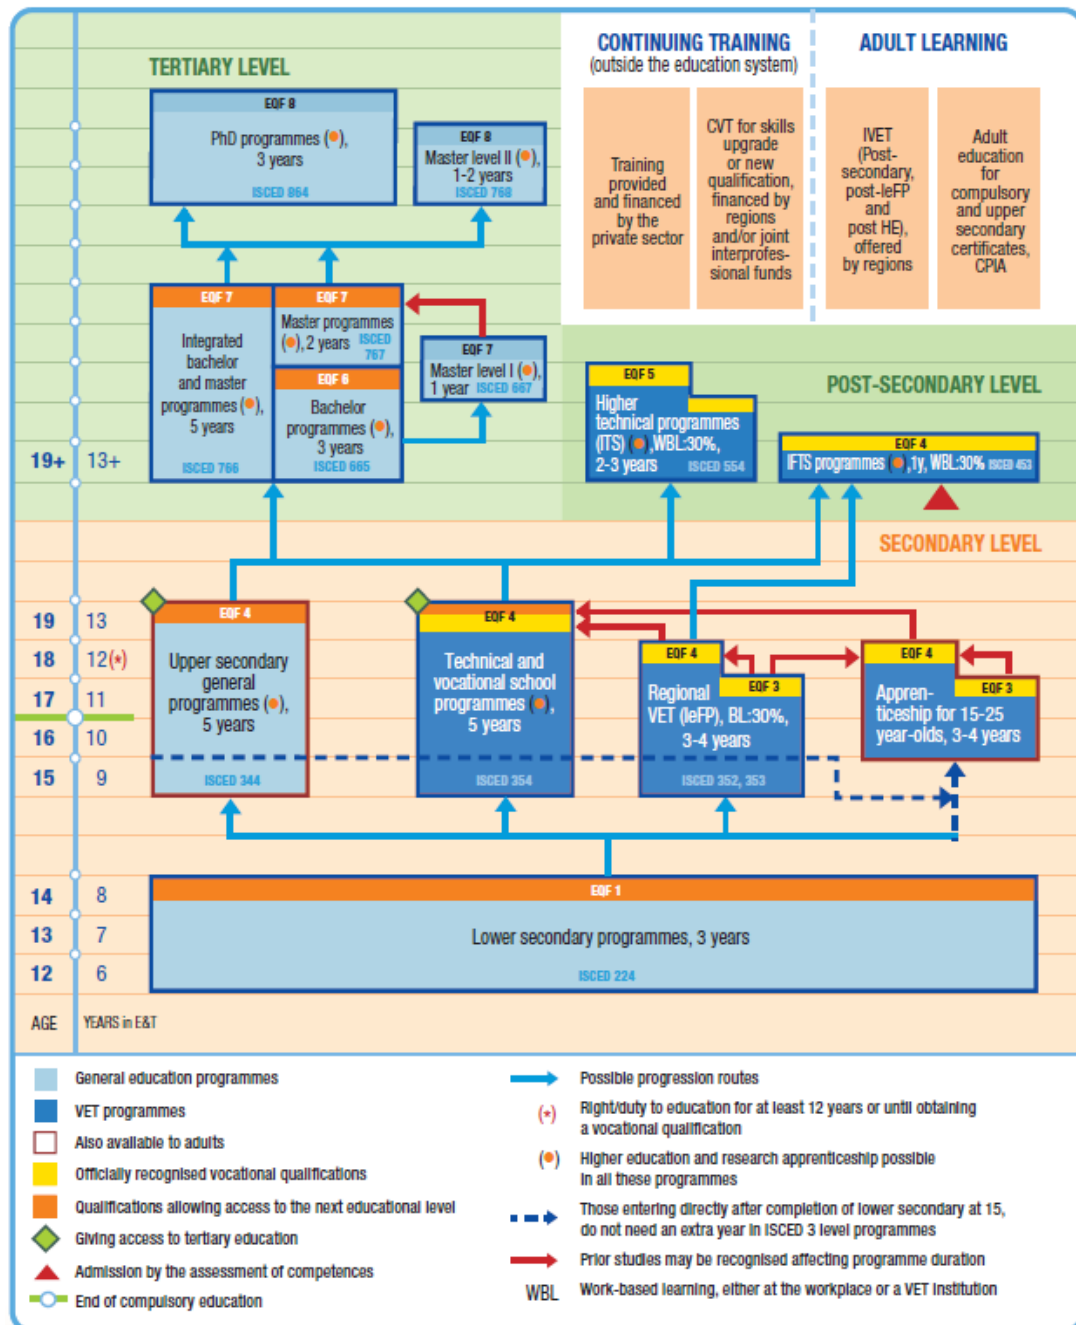 CONTINUING TRAINING
(outside the education system)
ADULT LEARNING
TERTIARY LEVEL
EQF 8
PhD programmes (●),
3 years
ISCED 864
EQF 8
Master level II (●),
1-2 years
ISCED 768
Training
provided
and financed
by the
private sector
CVT for skills
upgrade
or new
qualification,
financed by
regions
and/or joint
interprofes-
sional funds
IVET
(Post-
secondary,
post-IeFP
and
post HE),
offered
by regions
Adult
education
for
compulsory
and upper
secondary
certificates,
CPIA
EQF 7
Integrated
bachelor
and master
programmes (●),
5 years
ISCED 766
EQF 7
Master programmes
(●), 2 years ISCED
767
EQF 6
Bachelor
programmes (●),
3 years
ISCED 665
EQF 7
Master level I (●),
1 year ISCED 667
POST-SECONDARY LEVEL
EQF 5
Higher
technical programmes
(ITS) (●),WBL:30%,
2-3 years ISCED 554
EQF 4
IFTS programmes (●),1y, WBL:30% ISCED 453
19+ 13+
SECONDARY LEVEL
19 13
18 12(*)
17 11
16 10
15 9
EQF 4
Upper secondary
general
programmes (●),
5 years
ISCED 344
EQF 4
Technical and
vocational school
programmes (●),
5 years
ISCED 354
EQF 4
EQF 3
Regional
VET (IeFP), BL:30%,
3-4 years
ISCED 352, 353
EQF 4
EQF 3
Appren-
ticeship for 15-25
year-olds, 3-4 years
14 8
13 7
12 6
EQF 1
Lower secondary programmes, 3 years
ISCED 224
AGE YEARS in E&T
General education programmes
VET programmes
Also available to adults
Officially recognised vocational qualifications
Qualifications allowing access to the next educational level
Giving access to tertiary education
Admission by the assessment of competences
End of compulsory education
Possible progression routes
(*) Right/duty to education for at least 12 years or until obtaining
a vocational qualification
(●) Higher education and research apprenticeship possible
in all these programmes
Those entering directly after completion of lower secondary at 15,
do not need an extra year in ISCED 3 level programmes
Prior studies may be recognised affecting programme duration
WBL Work-based learning, either at the workplace or a VET institution